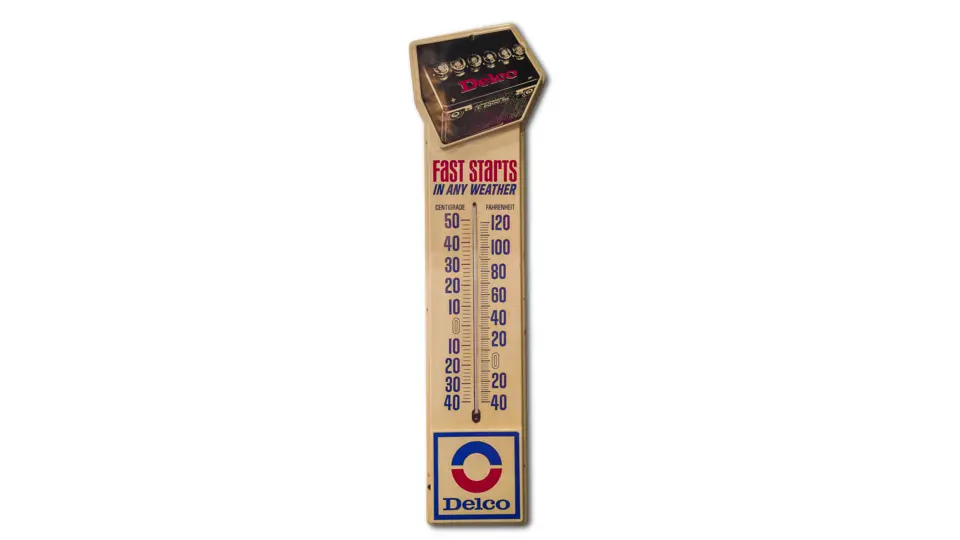 Delco
FAST STARTS
IN ANY WEATHER
CENTIGRADE FAHRENHEIT
50 120
40 100
30 80
20 60
10 40
0 20
10 0
20 20
30 40
40
Delco